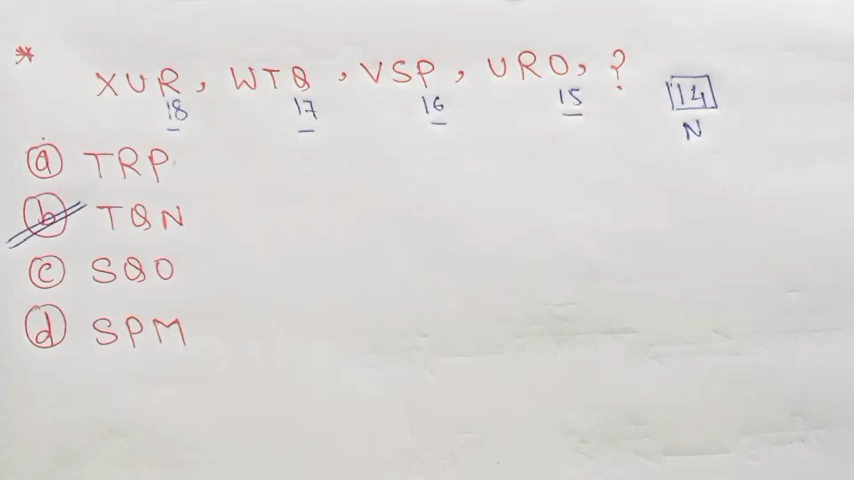 * XUR, WTQ, VSP, URO, ?
18 17 16 15 14
N
a TRP
b TQN
c SQO
d SPM